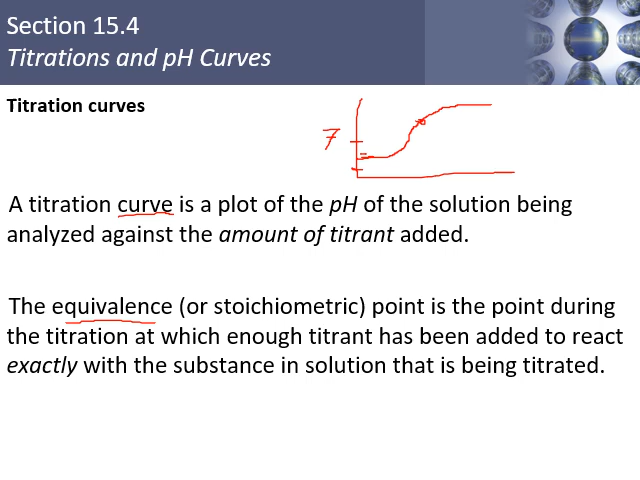 Section 15.4
Titrations and pH Curves
Titration curves
7
A titration curve is a plot of the pH of the solution being
analyzed against the amount of titrant added.
The equivalence (or stoichiometric) point is the point during
the titration at which enough titrant has been added to react
exactly with the substance in solution that is being titrated.